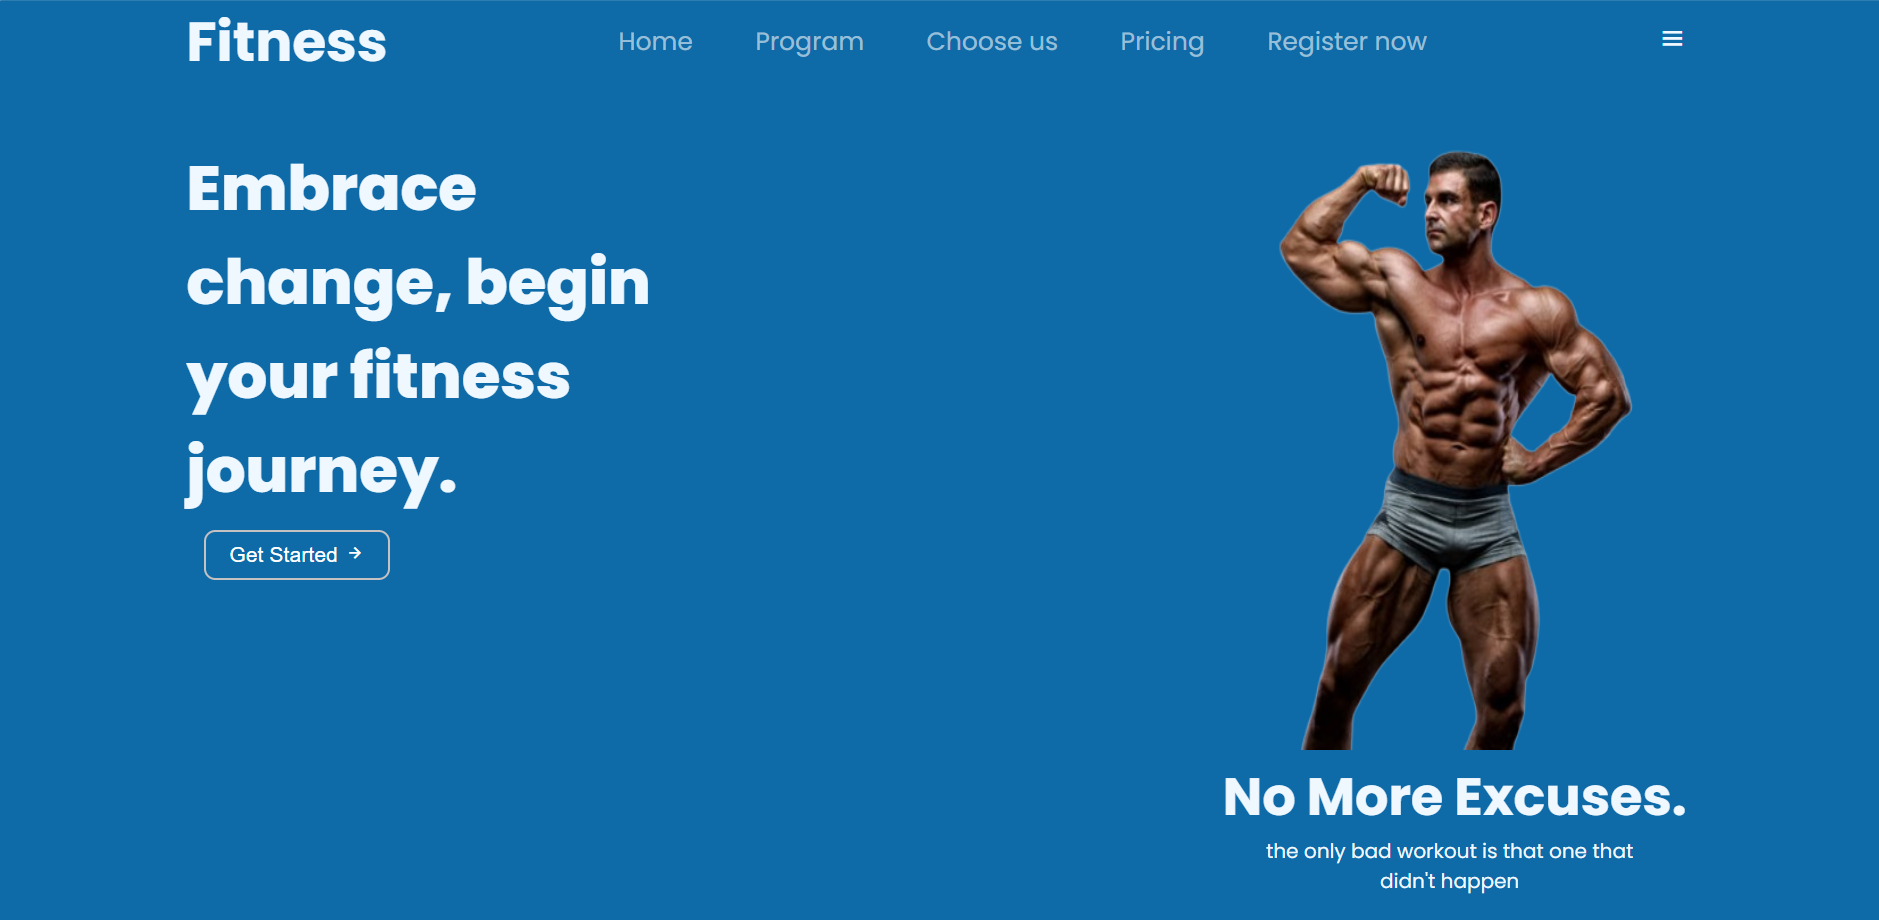 Fitness
Home Program Choose us Pricing Register now
Embrace
change, begin
your fitness
journey.
Get Started
No More Excuses.
the only bad workout is that one that
didn't happen